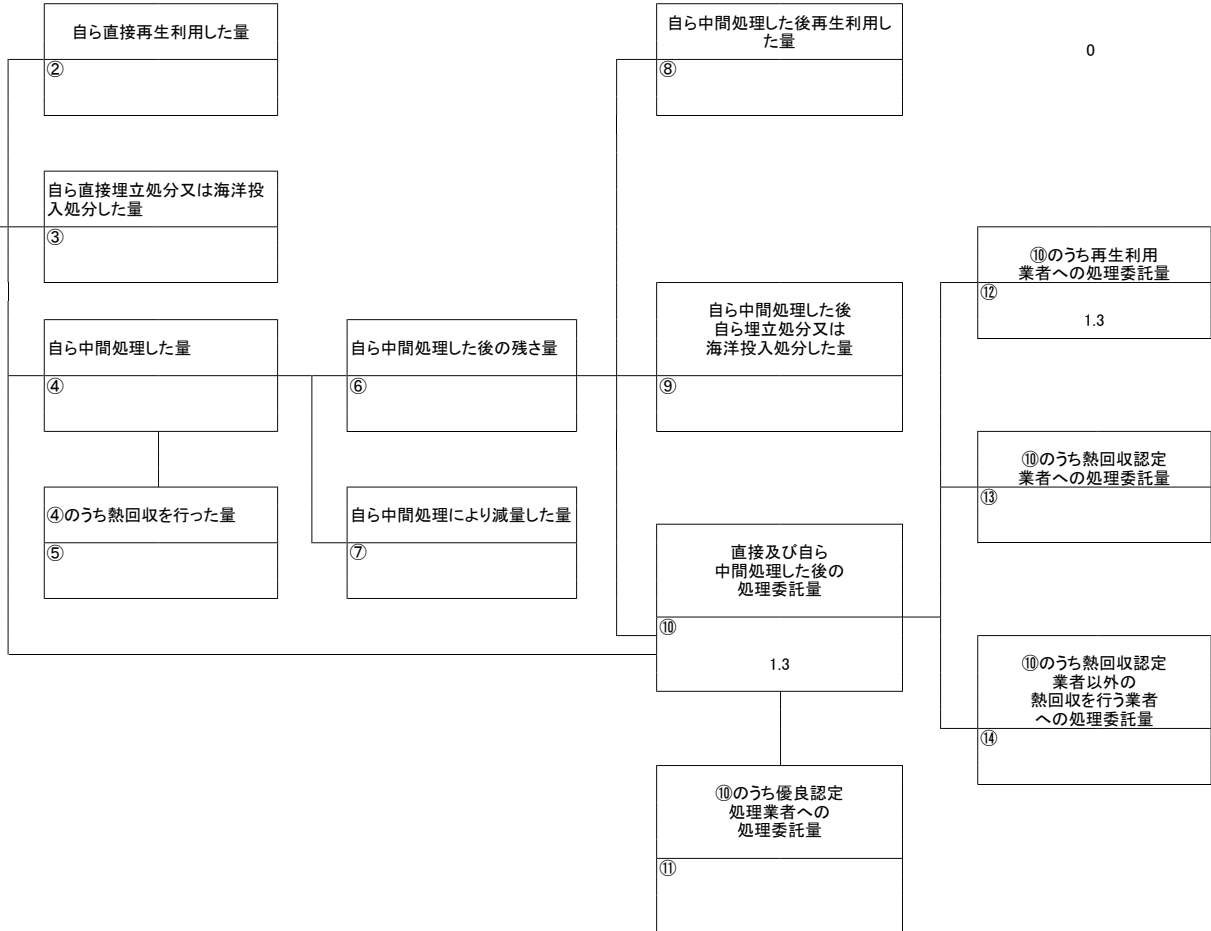 自ら直接再生利用した量
②
自ら中間処理した後再生利用し
た量
⑧
0
自ら直接埋立処分又は海洋投
入処分した量
③
⑩のうち再生利用
業者への処理委託量
⑫
1.3
自ら中間処理した量
④
自ら中間処理した後の残さ量
⑥
自ら中間処理した後
自ら埋立処分又は
海洋投入処分した量
⑨
⑩のうち熱回収認定
業者への処理委託量
⑬
④のうち熱回収を行った量
⑤
自ら中間処理により減量した量
⑦
直接及び自ら
中間処理した後の
処理委託量
⑩
1.3
⑩のうち熱回収認定
業者以外の
熱回収を行う業者
への処理委託量
⑭
⑩のうち優良認定
処理業者への
処理委託量
⑪